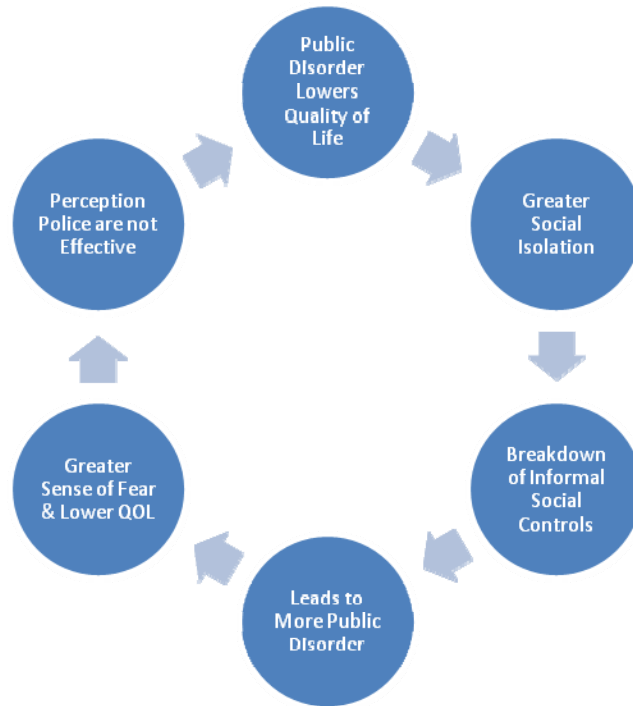 Public
Disorder
Lowers
Quality of
Life
Greater
Social
Isolation
Breakdown
of Informal
Social
Controls
Leads to
More Public
Disorder
Greater
Sense of Fear
& Lower QOL
Perception
Police are not
Effective